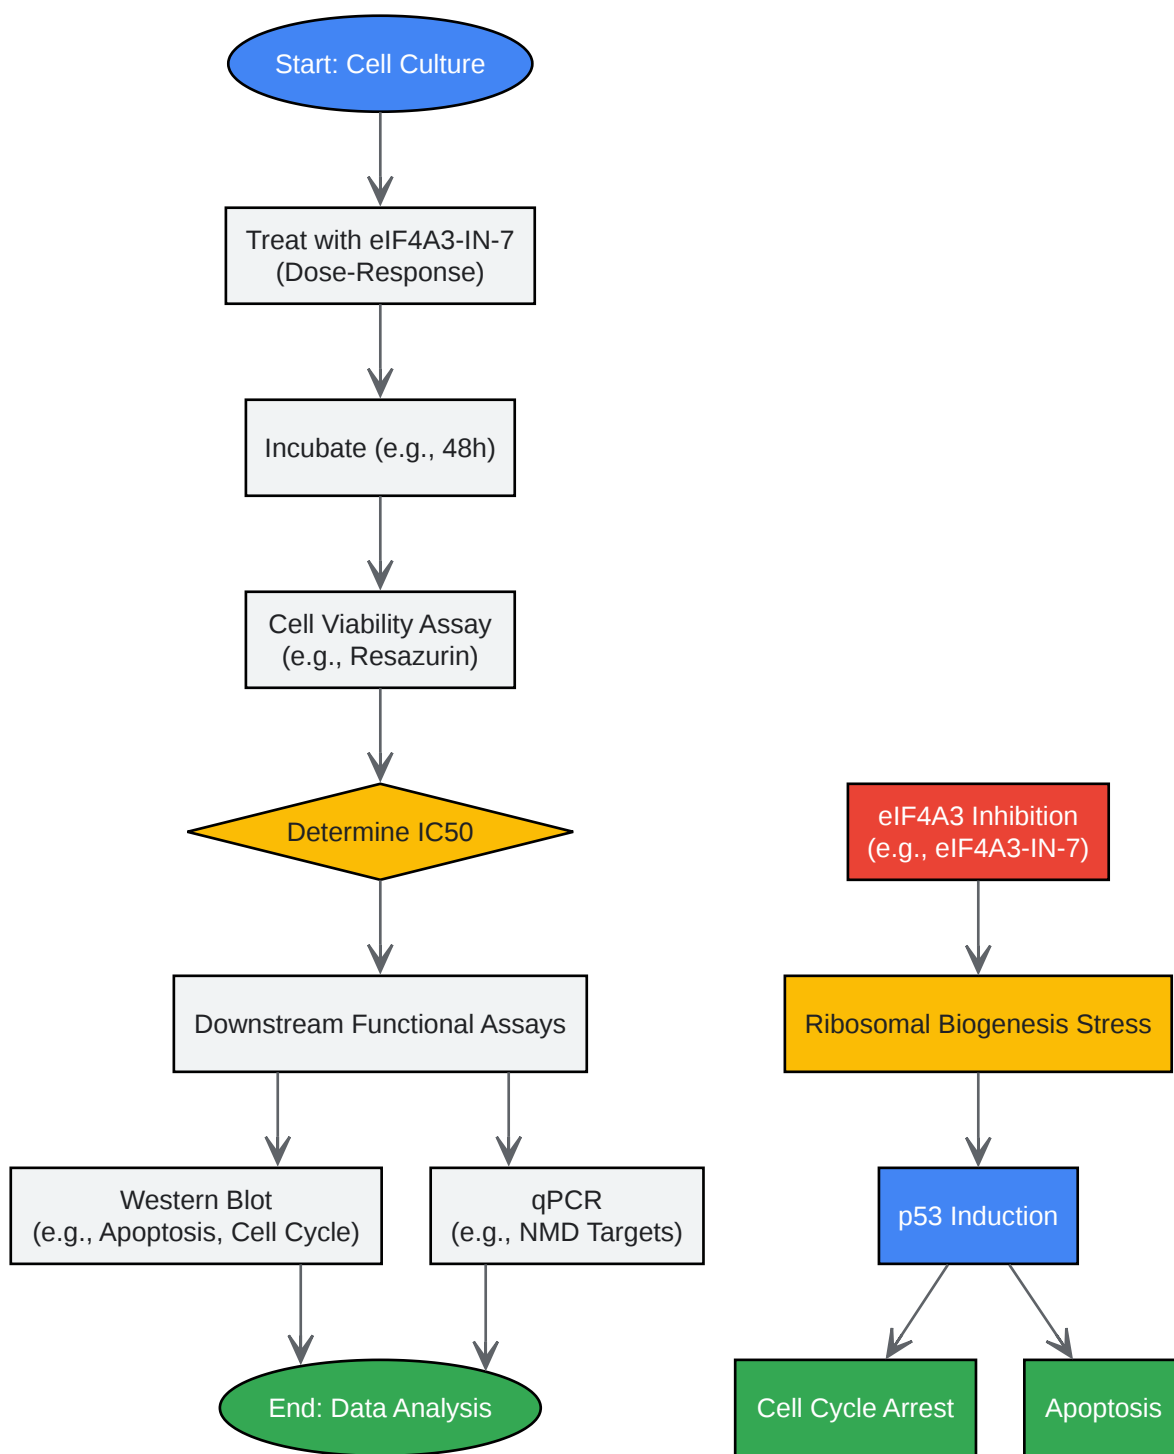 Start: Cell Culture
Treat with eIF4A3-IN-7
(Dose-Response)
Incubate (e.g., 48h)
Cell Viability Assay
(e.g., Resazurin)
Determine IC50
Downstream Functional Assays
Western Blot
(e.g., Apoptosis, Cell Cycle)
qPCR
(e.g., NMD Targets)
End: Data Analysis
eIF4A3 Inhibition
(e.g., eIF4A3-IN-7)
Ribosomal Biogenesis Stress
p53 Induction
Cell Cycle Arrest
Apoptosis